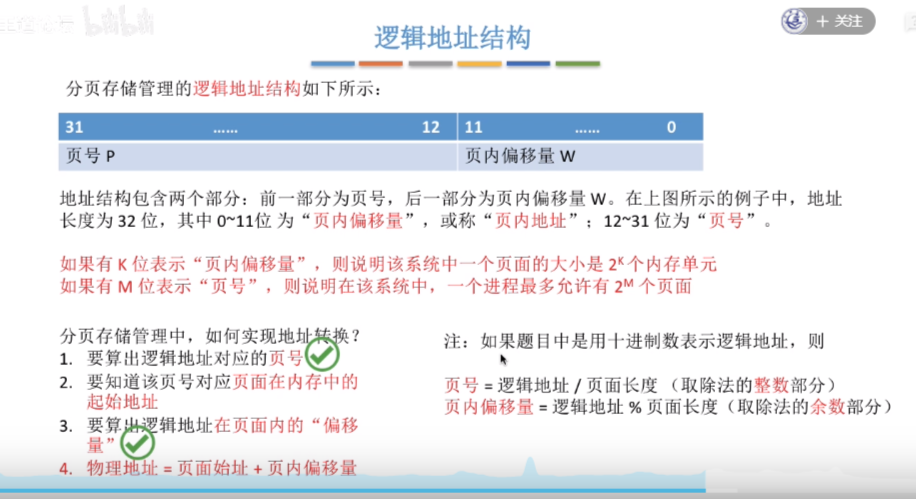 bilibili
+ 关注
逻辑地址结构
分页存储管理的逻辑地址结构如下所示：
31 …… 12 11 …… 0
页号 P 页内偏移量 W
地址结构包含两个部分：前一部分为页号，后一部分为页内偏移量 W。在上图所示的例子中，地址
长度为 32 位，其中 0~11位 为“页内偏移量”，或称“页内地址”；12~31 位为“页号”。
如果有 K 位表示“页内偏移量”，则说明该系统中一个页面的大小是 2ᴷ 个内存单元
如果有 M 位表示“页号”，则说明在该系统中，一个进程最多允许有 2ᴹ 个页面
分页存储管理中，如何实现地址转换？
1. 要算出逻辑地址对应的页号
2. 要知道该页号对应页面在内存中的
起始地址
3. 要算出逻辑地址在页面内的“偏移
量”
4. 物理地址 = 页面始址 + 页内偏移量
注：如果题目中是用十进制数表示逻辑地址，则
页号 = 逻辑地址 / 页面长度 （取除法的整数部分）
页内偏移量 = 逻辑地址 % 页面长度（取除法的余数部分）